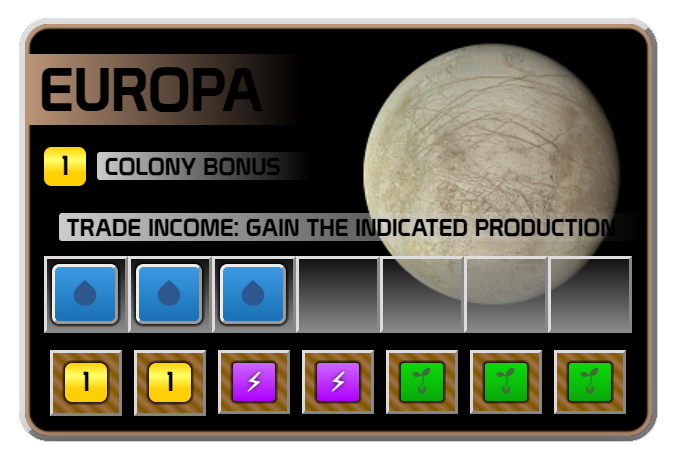 EUROPA
1 COLONY BONUS
TRADE INCOME: GAIN THE INDICATED PRODUCTION
1 1